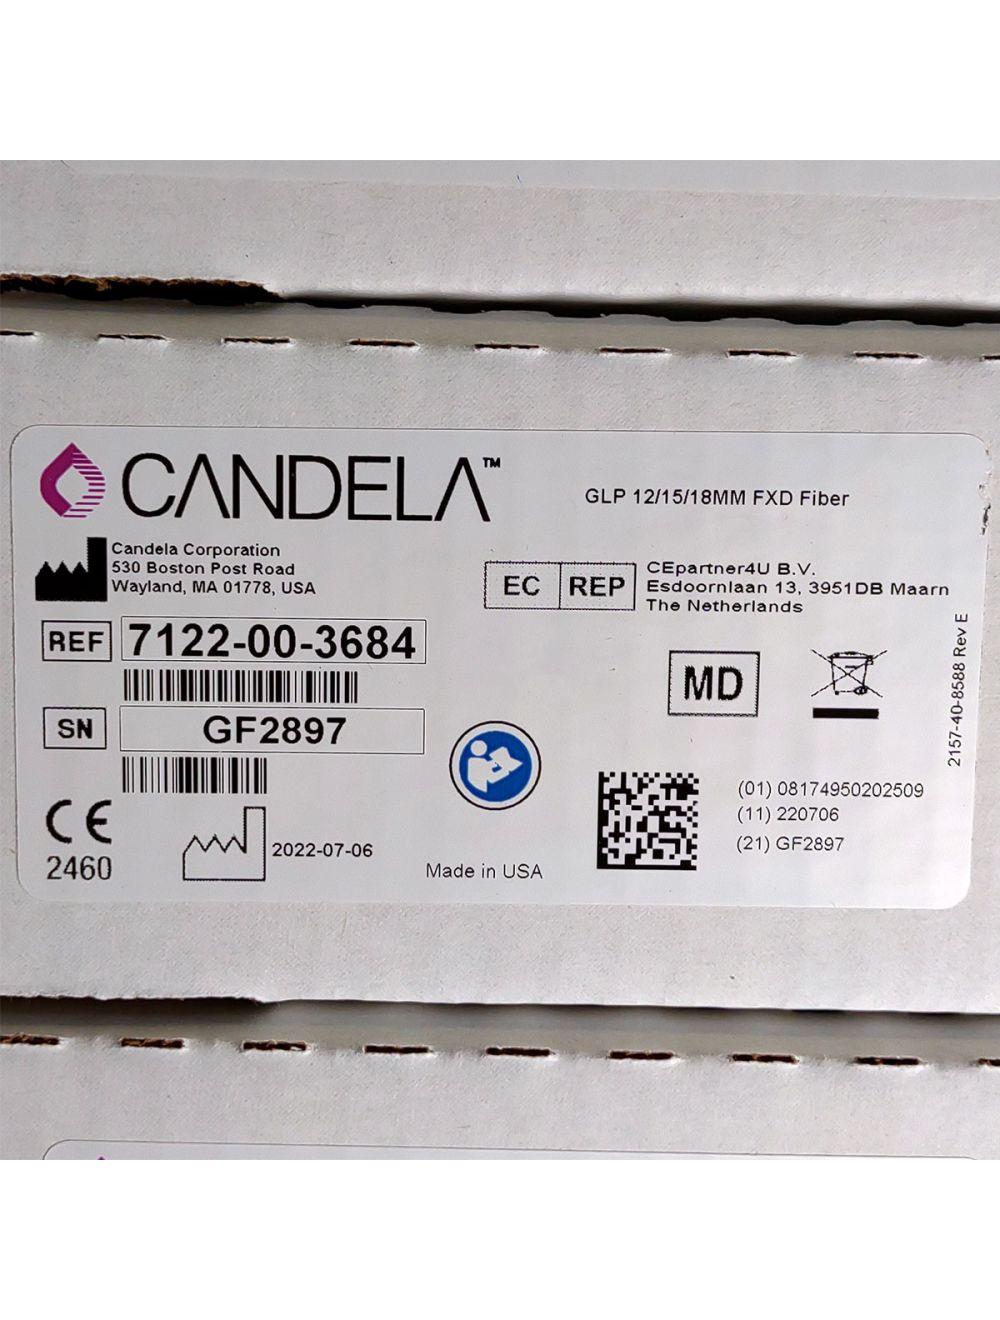 CANDELA™
GLP 12/15/18MM FXD Fiber
Candela Corporation
530 Boston Post Road
Wayland, MA 01778, USA
EC REP
CEpartner4U B.V.
Esdoornlaan 13, 3951DB Maarn
The Netherlands
REF 7122-00-3684
MD
SN GF2897
2157-40-8588 Rev E
CE
2460
2022-07-06
Made in USA
(01) 08174950202509
(11) 220706
(21) GF2897